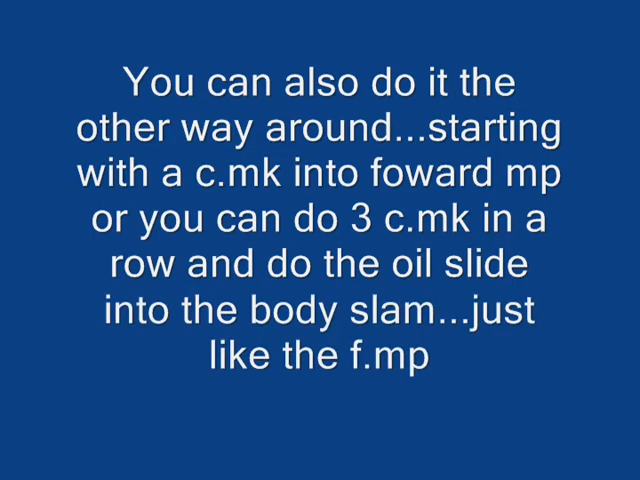 You can also do it the
other way around...starting
with a c.mk into foward mp
or you can do 3 c.mk in a
row and do the oil slide
into the body slam...just
like the f.mp